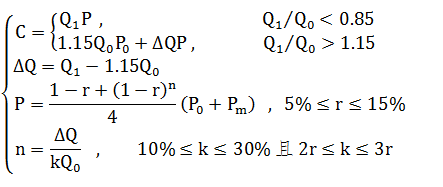 C = { Q₁P , Q₁/Q₀ < 0.85
1.15Q₀P₀ + ΔQP , Q₁/Q₀ > 1.15
ΔQ = Q₁ − 1.15Q₀
P = (1 − r + (1 − r)ⁿ)/4 (P₀ + Pₘ) , 5% ≤ r ≤ 15%
n = ΔQ/kQ₀ , 10% ≤ k ≤ 30% 且 2r ≤ k ≤ 3r